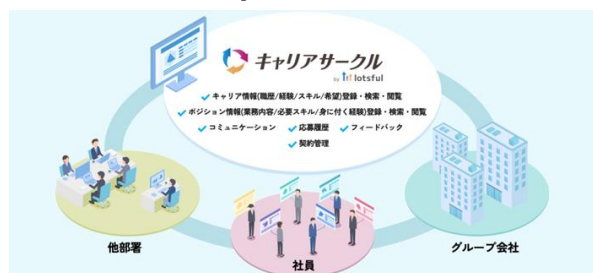 キャリアサークル
by lotsful
キャリア情報(職歴/経験/スキル/希望)登録・検索・閲覧
ポジション情報(業務内容/必要スキル/身に付く経験)登録・検索・閲覧
コミュニケーション 応募履歴 フィードバック
契約管理
他部署
社員
グループ会社